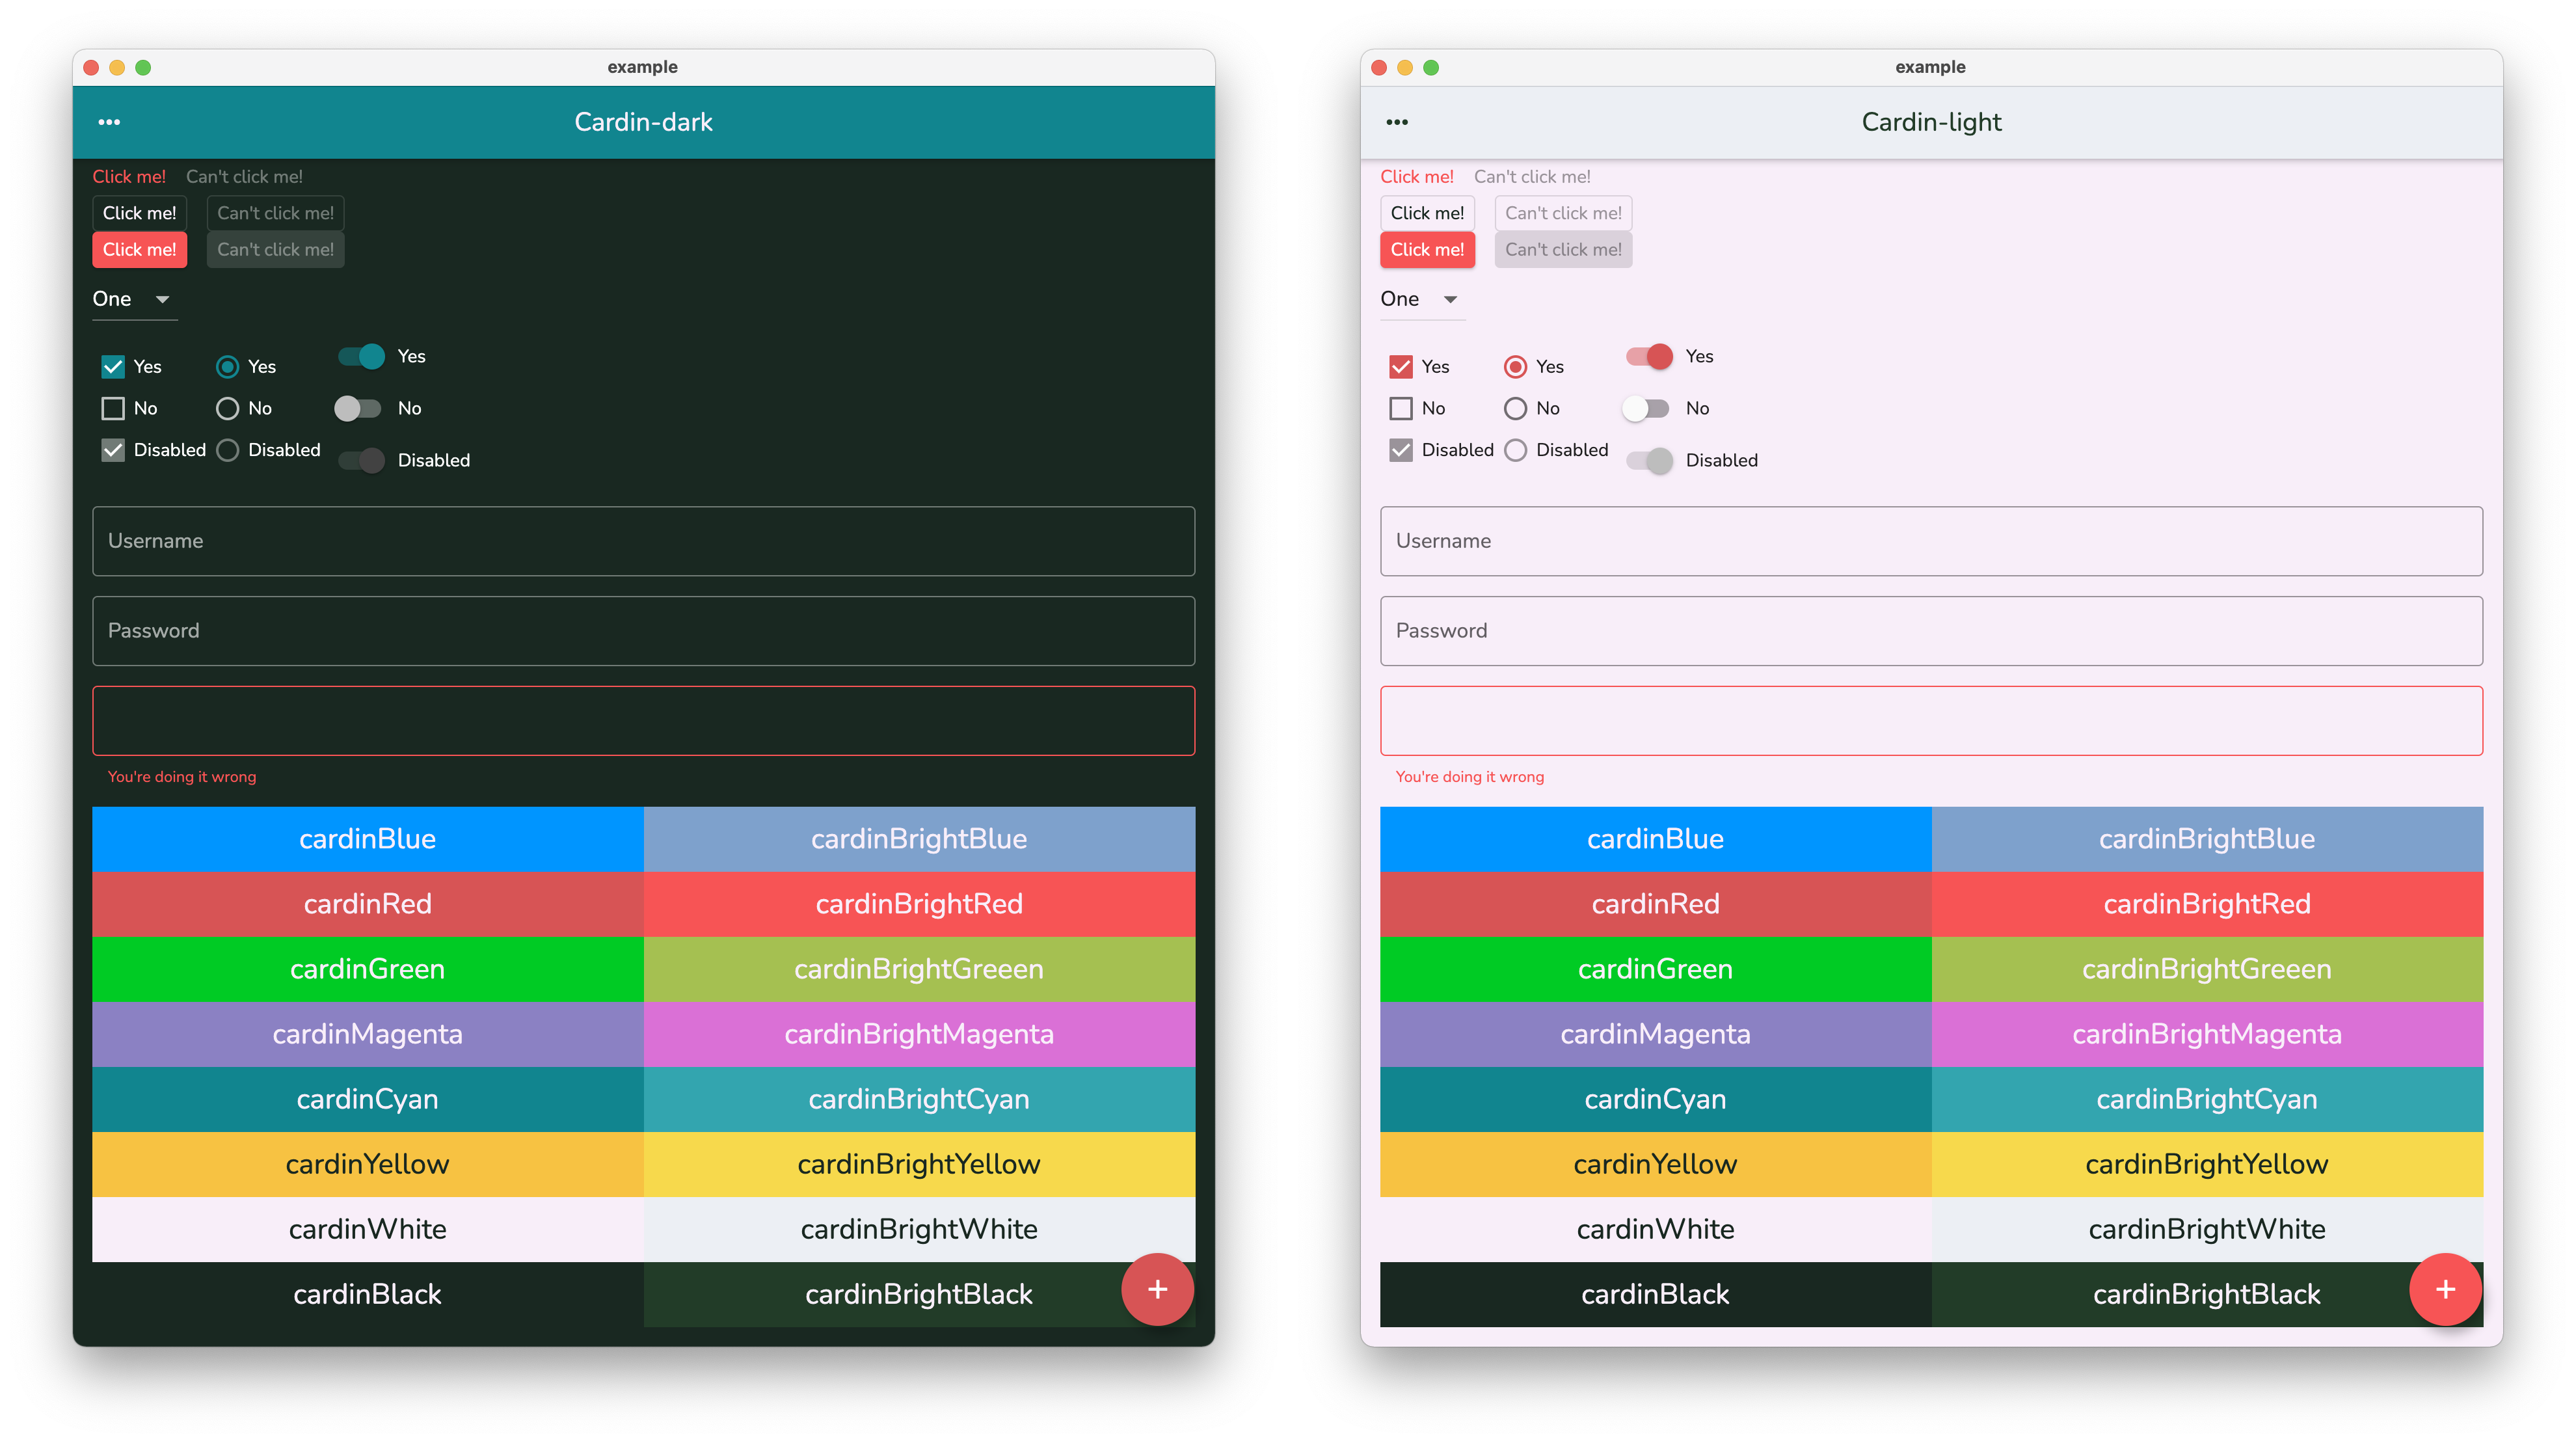 example
Cardin-dark
Click me! Can't click me!
Click me! Can't click me!
Click me! Can't click me!
One
Yes Yes Yes
No No No
Disabled Disabled Disabled
Username
Password
You're doing it wrong
cardinBlue cardinBrightBlue
cardinRed cardinBrightRed
cardinGreen cardinBrightGreeen
cardinMagenta cardinBrightMagenta
cardinCyan cardinBrightCyan
cardinYellow cardinBrightYellow
cardinWhite cardinBrightWhite
cardinBlack cardinBrightBlack
example
Cardin-light
Click me! Can't click me!
Click me! Can't click me!
Click me! Can't click me!
One
Yes Yes Yes
No No No
Disabled Disabled Disabled
Username
Password
You're doing it wrong
cardinBlue cardinBrightBlue
cardinRed cardinBrightRed
cardinGreen cardinBrightGreeen
cardinMagenta cardinBrightMagenta
cardinCyan cardinBrightCyan
cardinYellow cardinBrightYellow
cardinWhite cardinBrightWhite
cardinBlack cardinBrightBlack